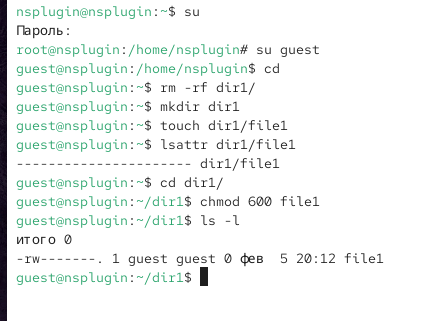 nsplugin@nsplugin:~$ su
Пароль:
root@nsplugin:/home/nsplugin# su guest
guest@nsplugin:/home/nsplugin$ cd
guest@nsplugin:~$ rm -rf dir1/
guest@nsplugin:~$ mkdir dir1
guest@nsplugin:~$ touch dir1/file1
guest@nsplugin:~$ lsattr dir1/file1
---------------------- dir1/file1
guest@nsplugin:~$ cd dir1/
guest@nsplugin:~/dir1$ chmod 600 file1
guest@nsplugin:~/dir1$ ls -l
итого 0
-rw-------. 1 guest guest 0 фев  5 20:12 file1
guest@nsplugin:~/dir1$